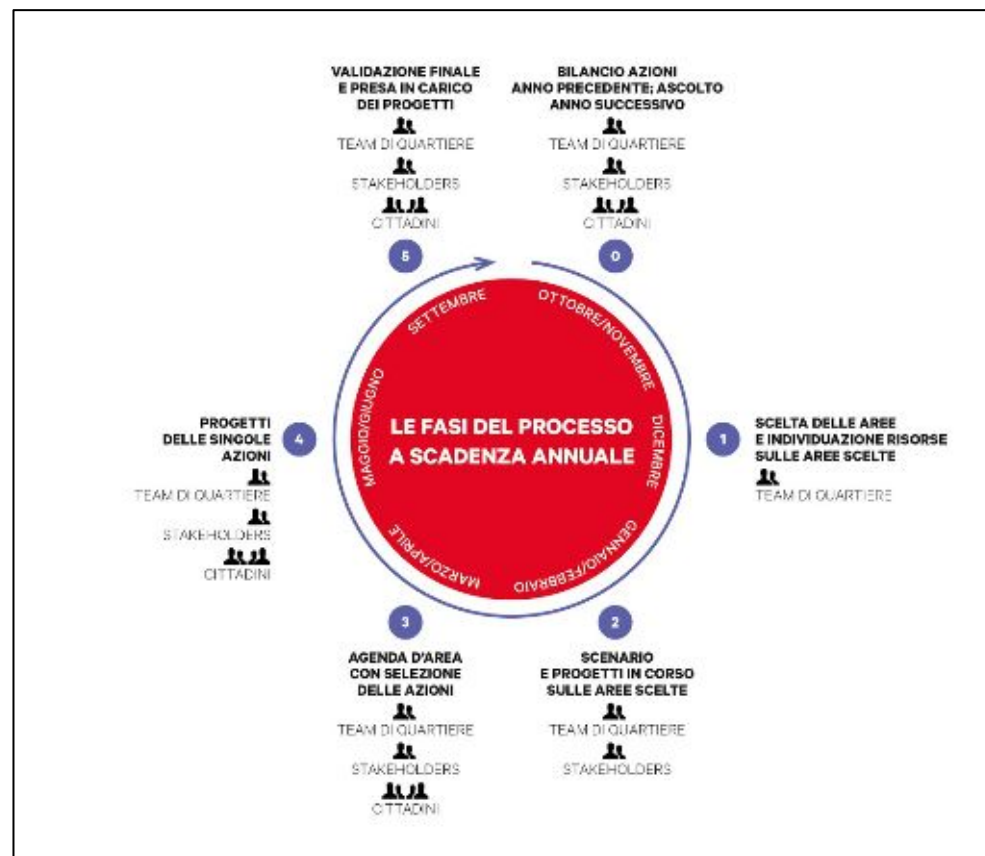 VALIDAZIONE FINALE
E PRESA IN CARICO
DEI PROGETTI
TEAM DI QUARTIERE
STAKEHOLDERS
CITTADINI
5
BILANCIO AZIONI
ANNO PRECEDENTE; ASCOLTO
ANNO SUCCESSIVO
TEAM DI QUARTIERE
STAKEHOLDERS
CITTADINI
0
SETTEMBRE
OTTOBRE/NOVEMBRE
DICEMBRE
GENNAIO/FEBBRAIO
MARZO/APRILE
MAGGIO/GIUGNO
LE FASI DEL PROCESSO
A SCADENZA ANNUALE
1
SCELTA DELLE AREE
E INDIVIDUAZIONE RISORSE
SULLE AREE SCELTE
TEAM DI QUARTIERE
PROGETTI
DELLE SINGOLE
AZIONI
4
TEAM DI QUARTIERE
STAKEHOLDERS
CITTADINI
3
AGENDA D'AREA
CON SELEZIONE
DELLE AZIONI
TEAM DI QUARTIERE
STAKEHOLDERS
CITTADINI
2
SCENARIO
E PROGETTI IN CORSO
SULLE AREE SCELTE
TEAM DI QUARTIERE
STAKEHOLDERS